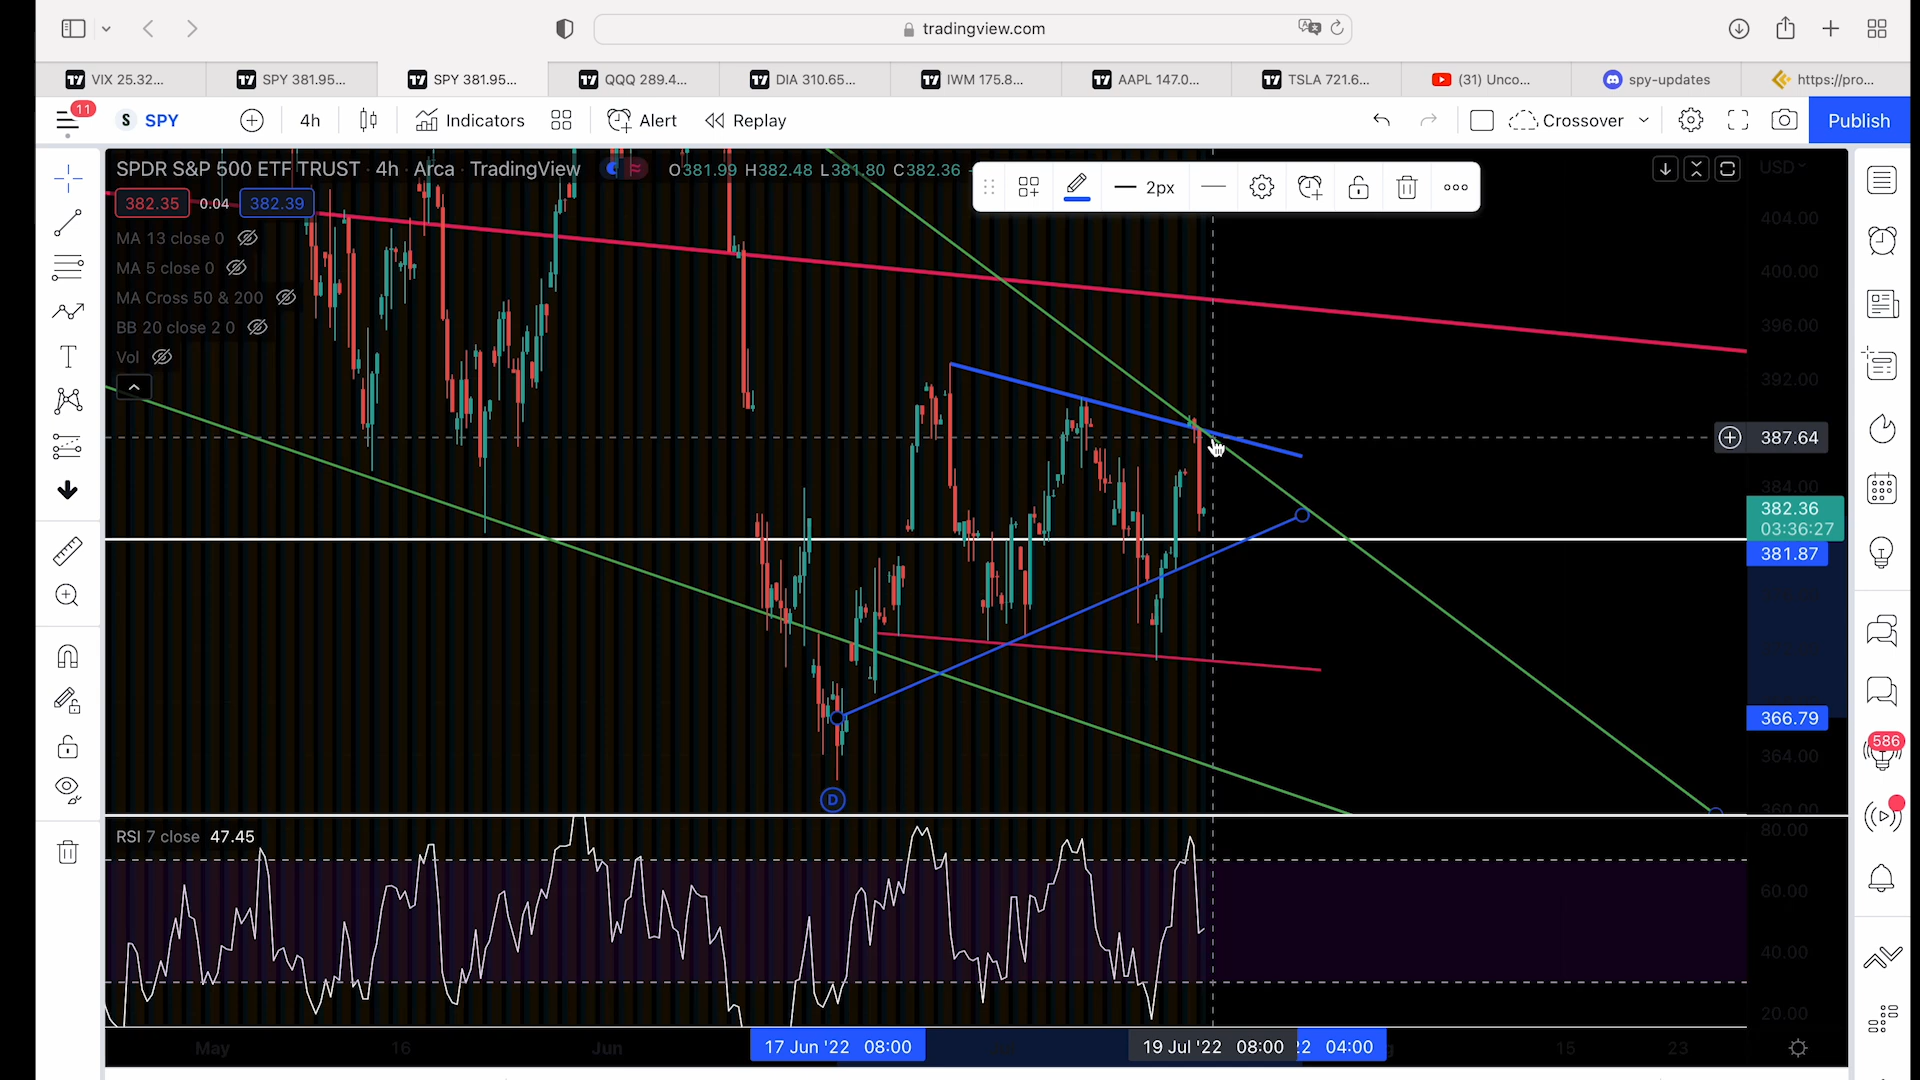 tradingview.com
VIX 25.32...
SPY 381.95...
SPY 381.95...
QQQ 289.4...
DIA 310.65...
IWM 175.8...
AAPL 147.0...
TSLA 721.6...
(31) Unco...
spy-updates
https://pro...
11
S SPY
4h
Indicators
Alert
Replay
Crossover
Publish
SPDR S&P 500 ETF TRUST · 4h · Arca · TradingView
O381.99 H382.48 L381.80 C382.36
USD
382.35 0.04 382.39
2px
MA 13 close 0
MA 5 close 0
MA Cross 50 & 200
BB 20 close 2 0
Vol
404.00
400.00
396.00
392.00
387.64
384.00
382.36
03:36:27
381.87
366.79
364.00
360.00
D
586
RSI 7 close 47.45
80.00
60.00
40.00
20.00
May
16
Jun
17 Jun '22 08:00
19 Jul '22 08:00
22 04:00
15
23